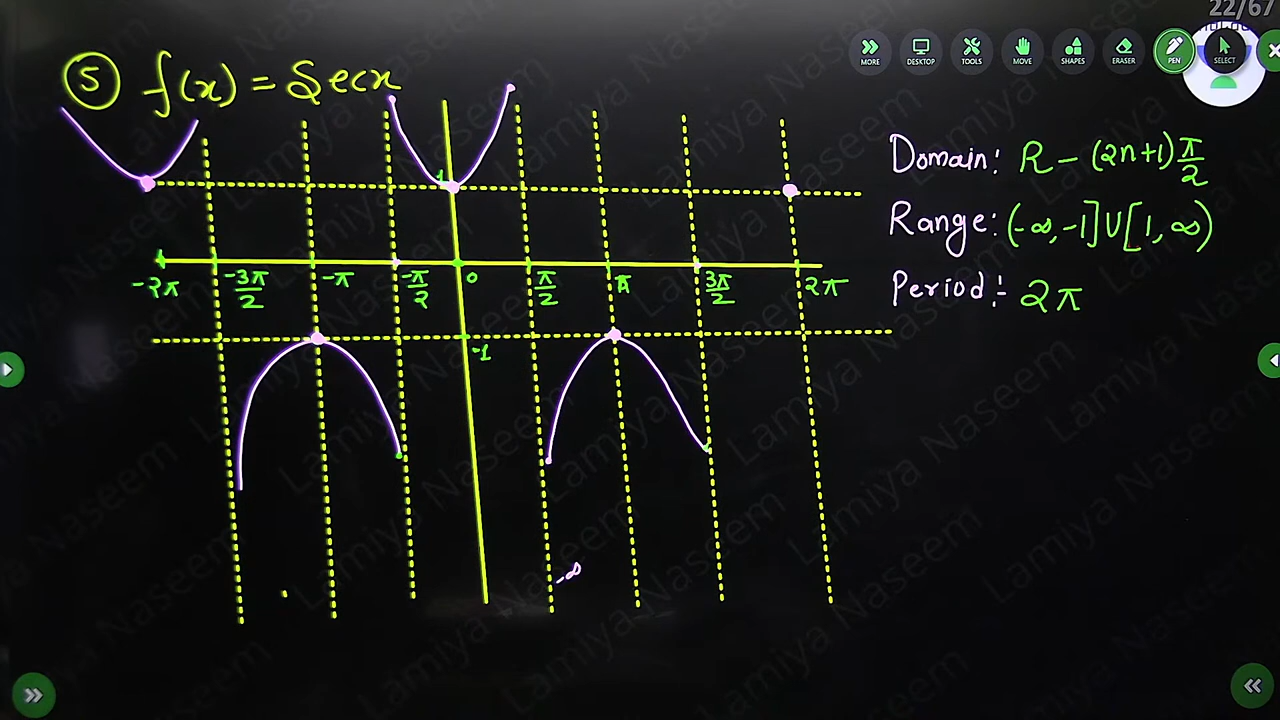 22/67
MORE DESKTOP TOOLS MOVE SHAPES ERASER PEN SELECT
⑤ f(x) = Secx
Domain: R - (2n+1)π/2
Range: (-∞,-1]U[1,∞)
Period:- 2π
1
-2π -3π/2 -π -π/2 0 π/2 π 3π/2 2π
-1
-∞
Lamiya Naseem